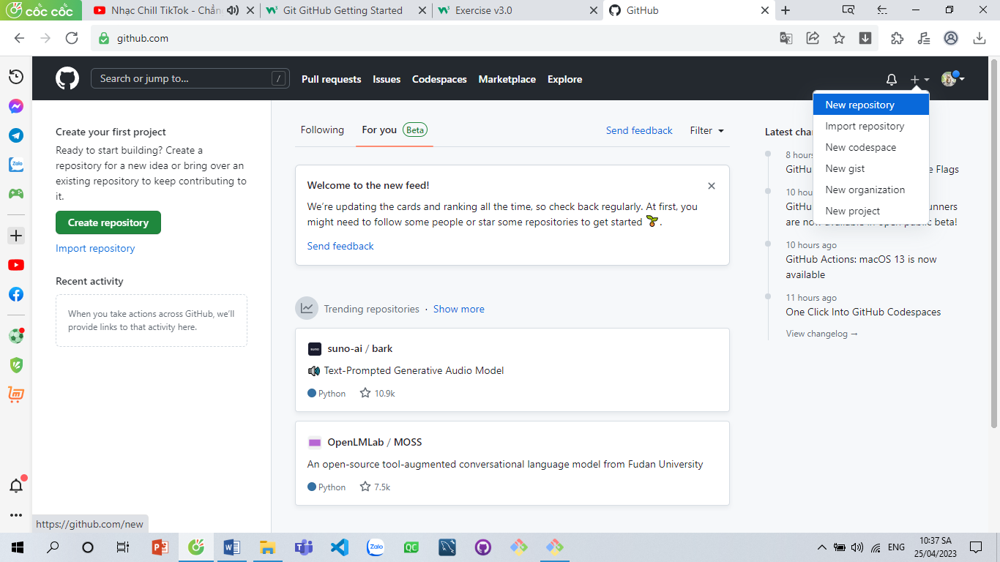 cốc cốc
Nhạc Chill TikTok - Chẳn
Git GitHub Getting Started
Exercise v3.0
GitHub
github.com
Search or jump to...
/
Pull requests
Issues
Codespaces
Marketplace
Explore
New repository
Import repository
New codespace
New gist
New organization
New project
Create your first project
Ready to start building? Create a
repository for a new idea or bring over an
existing repository to keep contributing to
it.
Create repository
Import repository
Recent activity
When you take actions across GitHub, we'll
provide links to that activity here.
Following
For you Beta
Send feedback
Filter
Welcome to the new feed!
We're updating the cards and ranking all the time, so check back regularly. At first, you
might need to follow some people or star some repositories to get started 🌱.
Send feedback
Trending repositories · Show more
suno-ai / bark
🔊 Text-Prompted Generative Audio Model
Python 10.9k
OpenLMLab / MOSS
An open-source tool-augmented conversational language model from Fudan University
Python 7.5k
Latest cha
8 hours
GitHu e Flags
10 hou
GitHu unners
are now available in open public beta!
10 hours ago
GitHub Actions: macOS 13 is now
available
11 hours ago
One Click Into GitHub Codespaces
View changelog →
Zalo
https://github.com/new
Zalo
QC
ENG
10:37 SA
25/04/2023